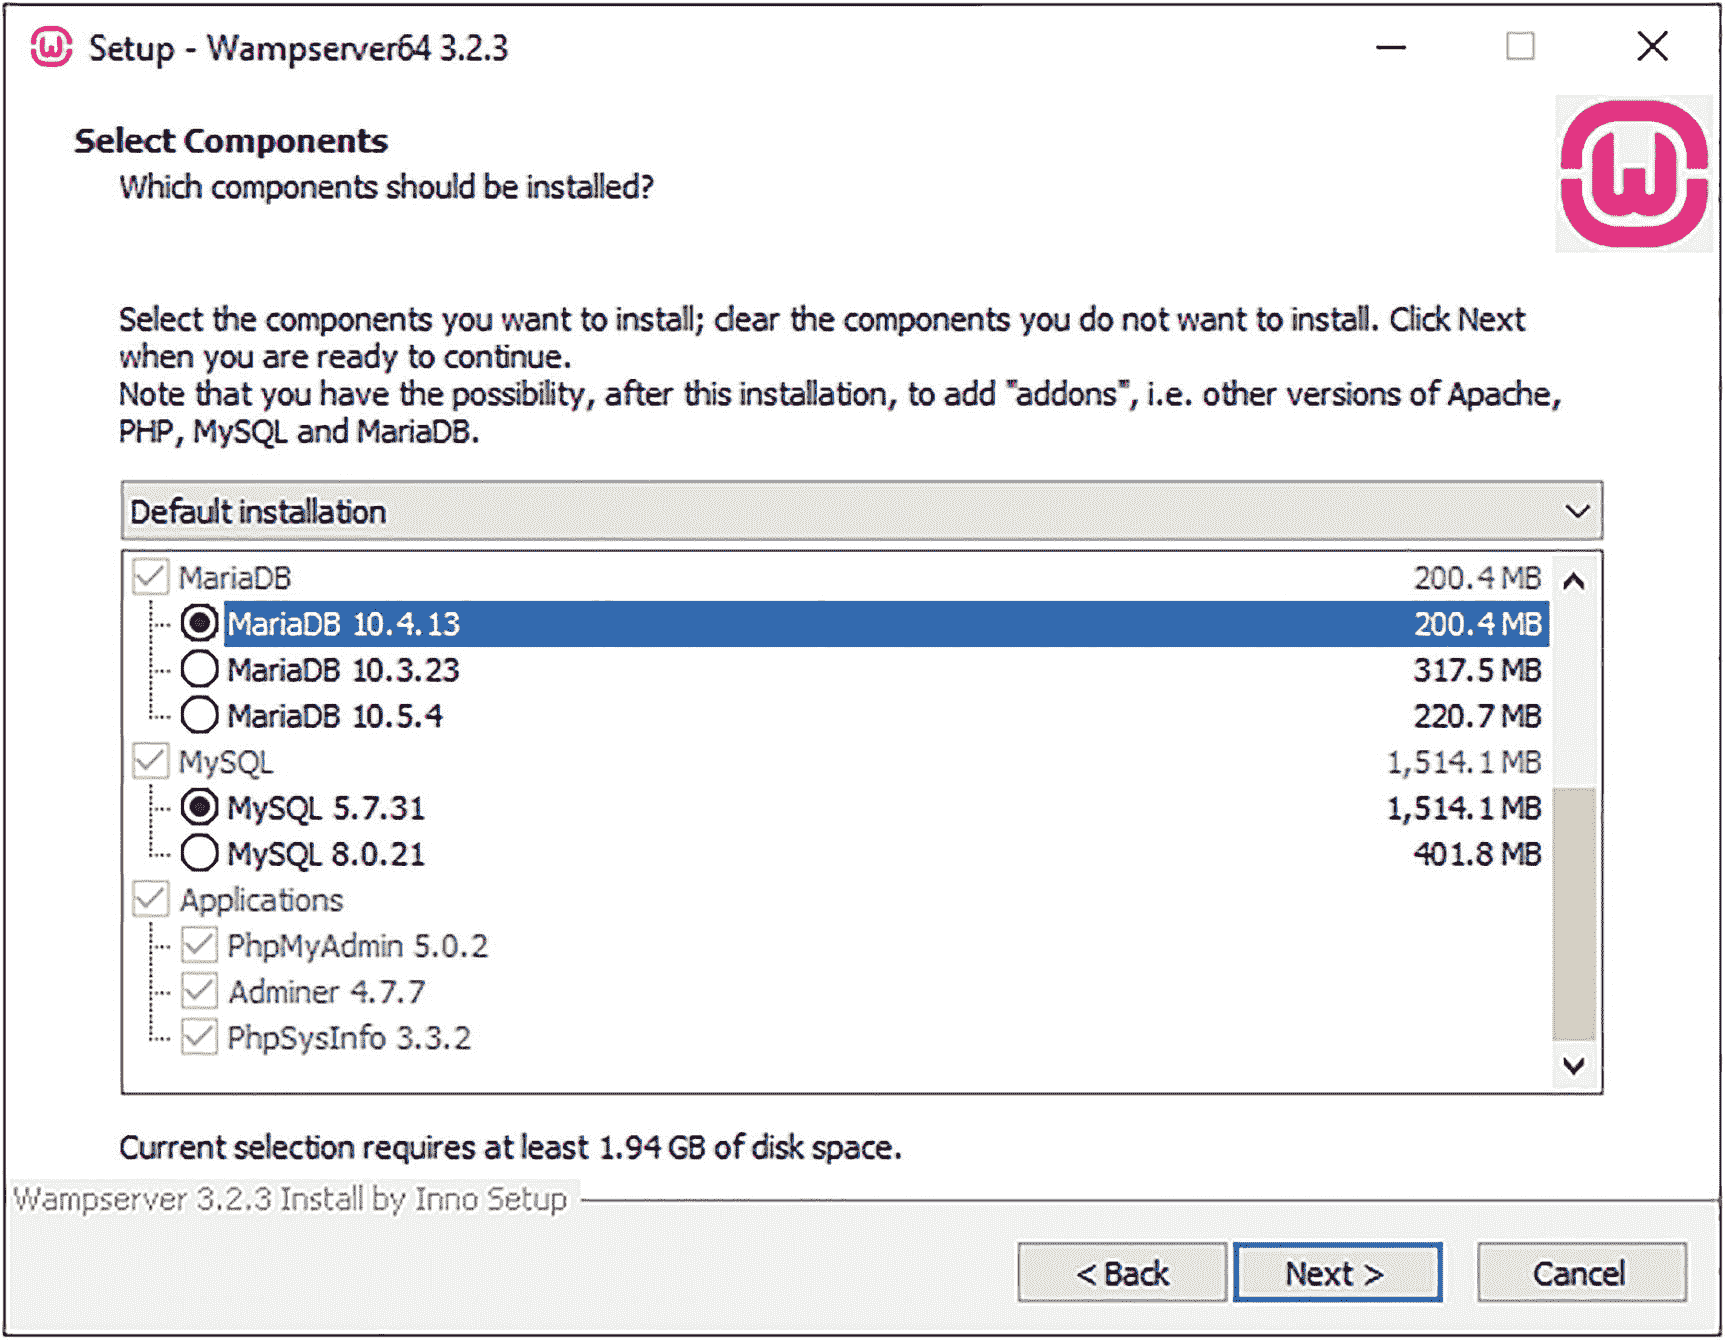 Setup - Wampserver64 3.2.3
Select Components
Which components should be installed?
Select the components you want to install; clear the components you do not want to install. Click Next
when you are ready to continue.
Note that you have the possibility, after this installation, to add "addons", i.e. other versions of Apache,
PHP, MySQL and MariaDB.
Default installation
MariaDB 200.4 MB
MariaDB 10.4.13 200.4 MB
MariaDB 10.3.23 317.5 MB
MariaDB 10.5.4 220.7 MB
MySQL 1,514.1 MB
MySQL 5.7.31 1,514.1 MB
MySQL 8.0.21 401.8 MB
Applications
PhpMyAdmin 5.0.2
Adminer 4.7.7
PhpSysInfo 3.3.2
Current selection requires at least 1.94 GB of disk space.
Wampserver 3.2.3 Install by Inno Setup
< Back Next > Cancel